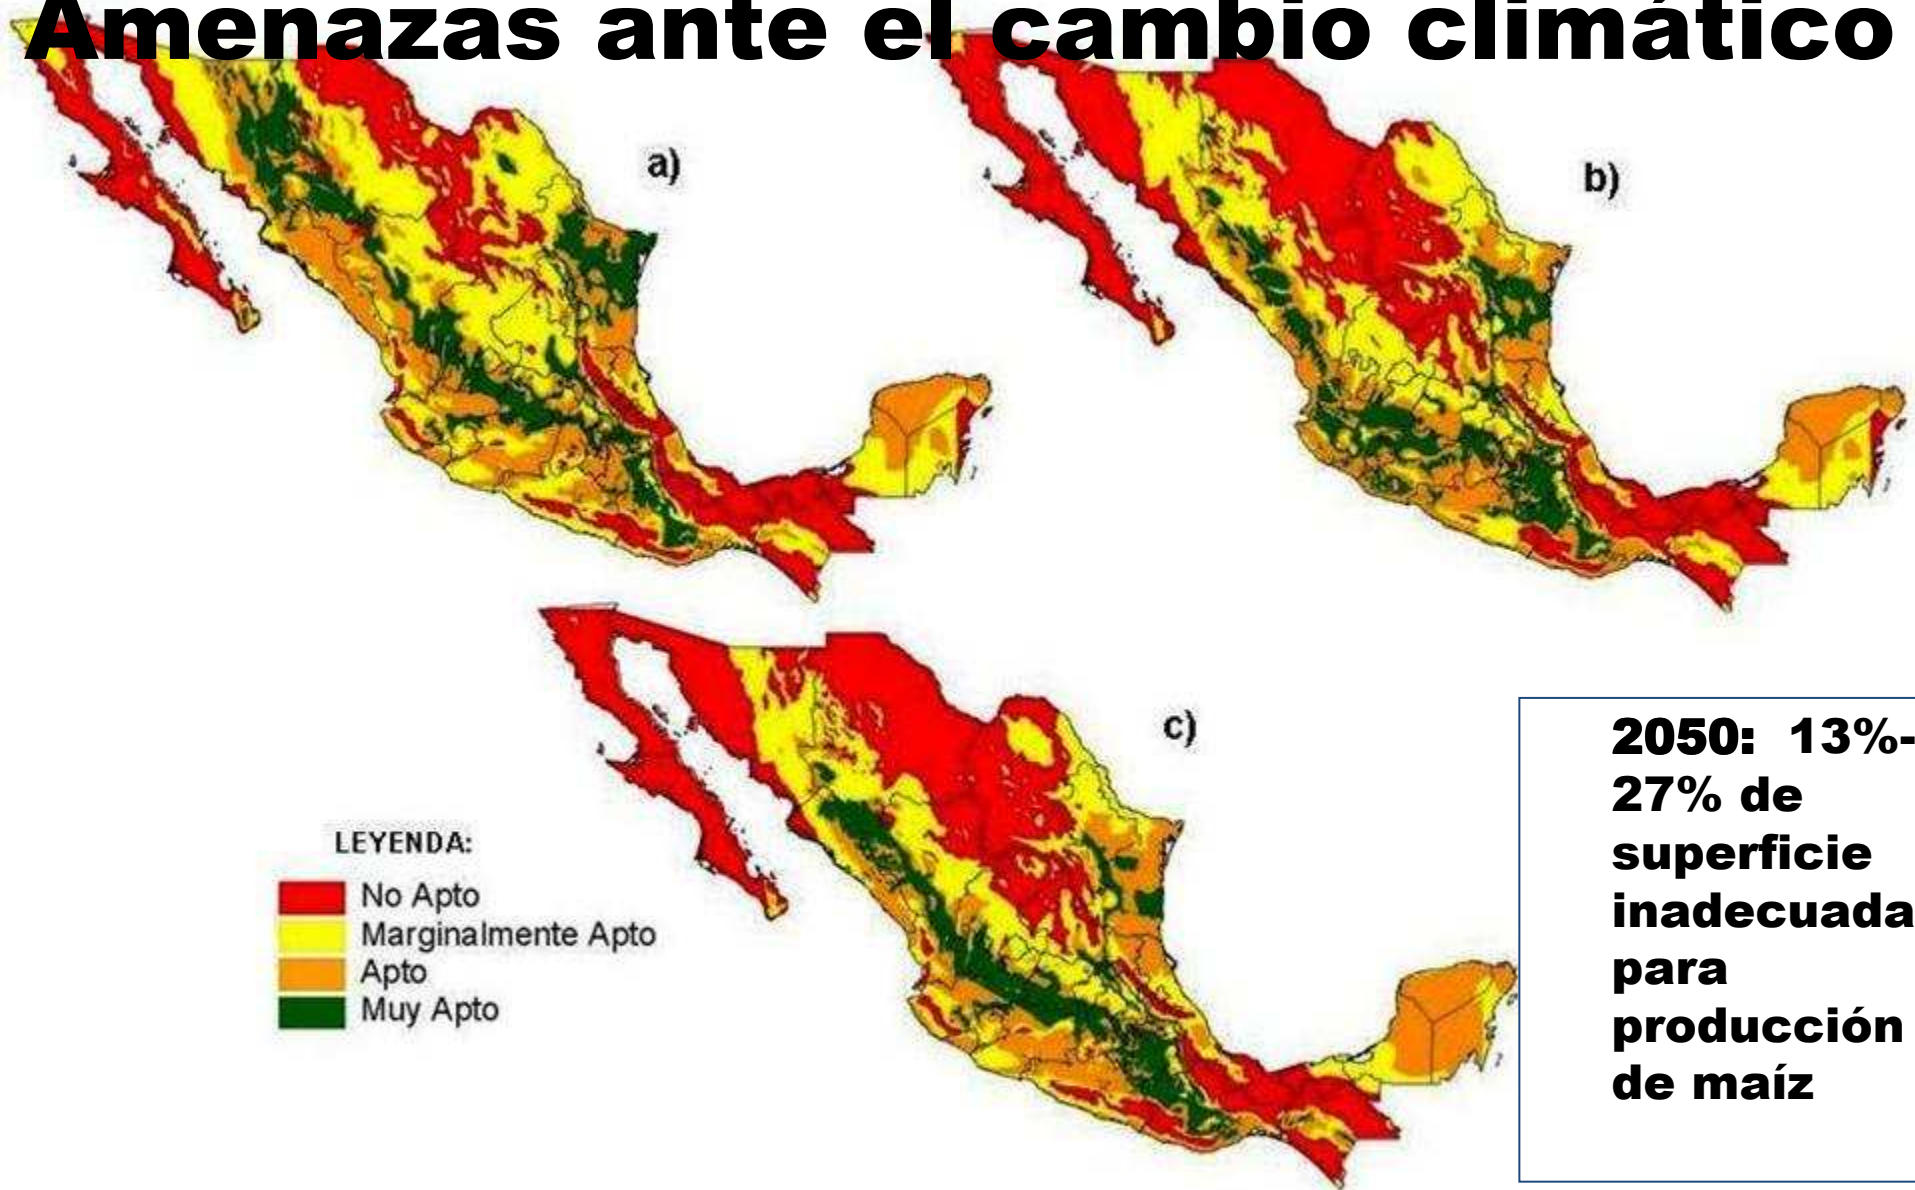 Amenazas ante el cambio climático
a)
b)
c)
LEYENDA:
No Apto
Marginalmente Apto
Apto
Muy Apto
2050: 13%-
27% de
superficie
inadecuada
para
producción
de maíz